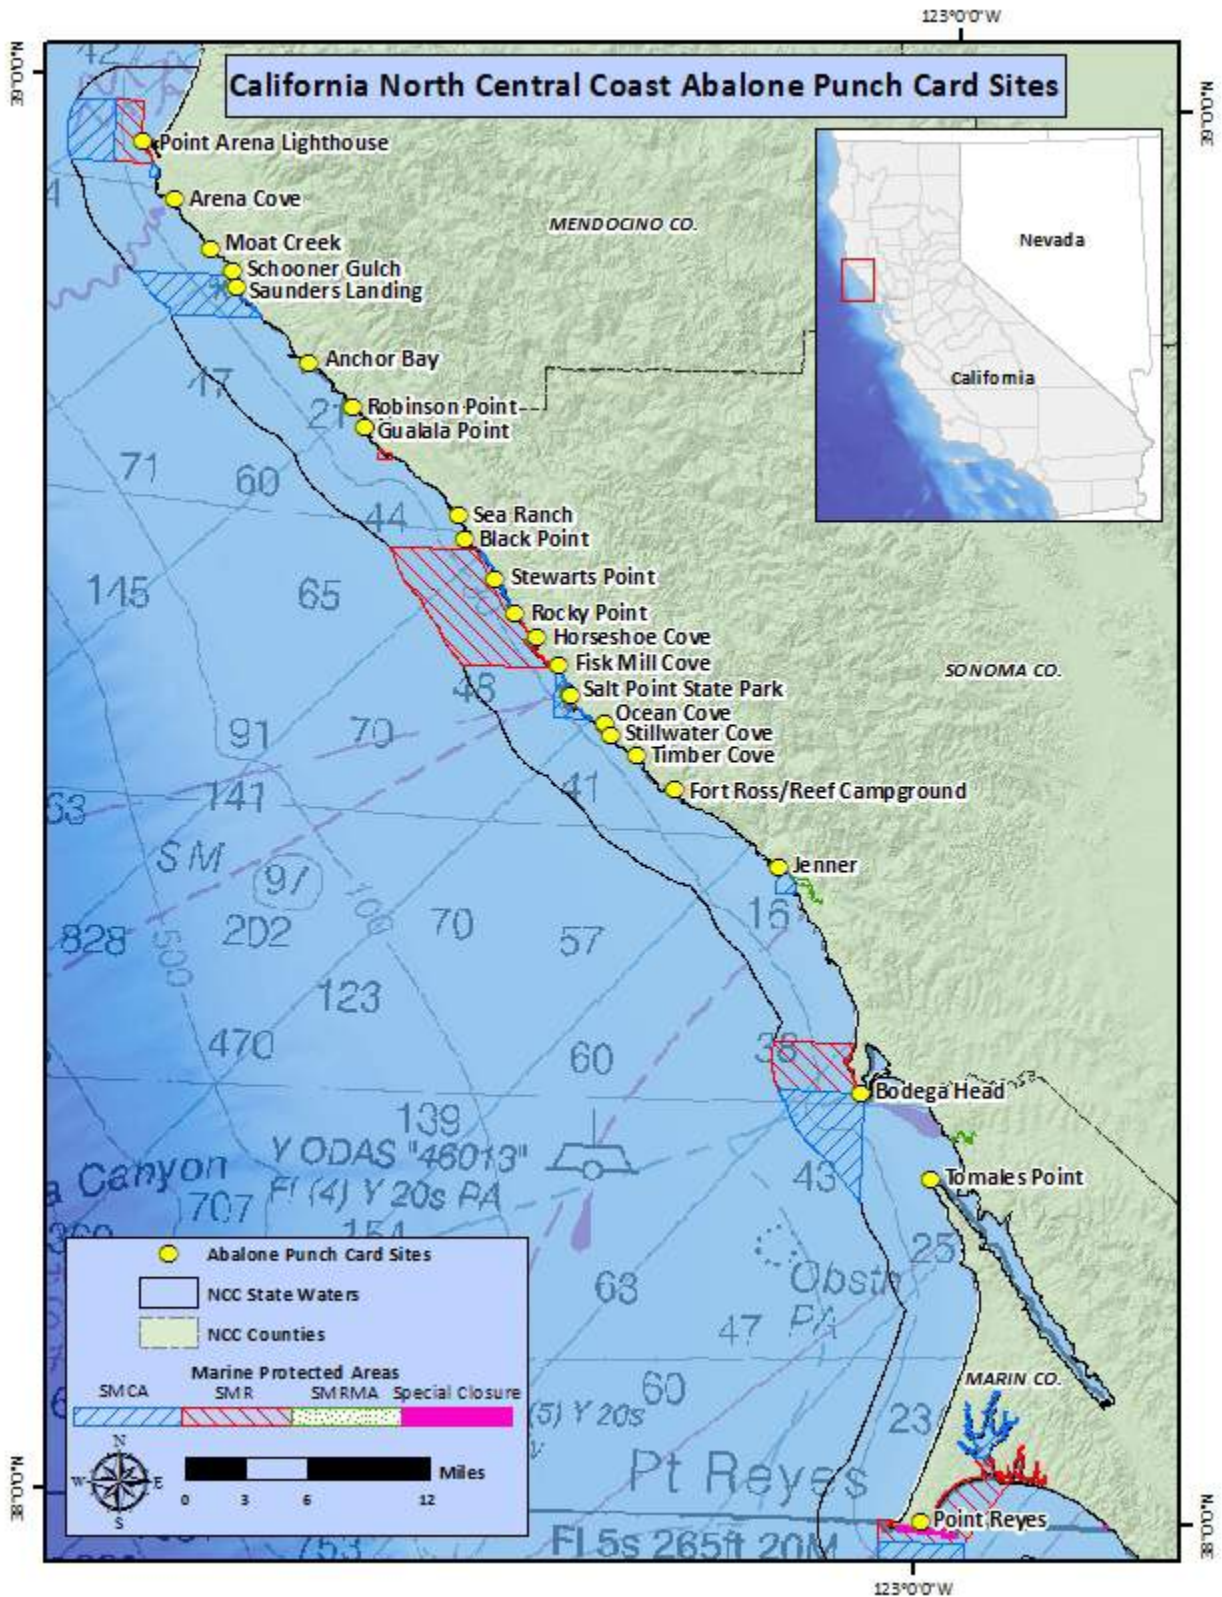 123°0'0"W
39°0'0"N
39°0'0"N
California North Central Coast Abalone Punch Card Sites
Point Arena Lighthouse
Arena Cove
MENDOCINO CO.
Nevada
Moat Creek
Schooner Gulch
Saunders Landing
Anchor Bay
California
17
Robinson Point
21
Gualala Point
71
60
Sea Ranch
44
Black Point
Stewarts Point
145
65
Rocky Point
Horseshoe Cove
Fisk Mill Cove
SONOMA CO.
Salt Point State Park
Ocean Cove
91
70
Stillwater Cove
Timber Cove
41
Fort Ross/Reef Campground
141
63
SM
Jenner
97
100
16
202
70
57
828
500
123
470
60
38
Bodega Head
139
Y ODAS "46013"
Fl (4) Y 20s PA
a Canyon
43
Tomales Point
707
154
25
Obstn
PA
63
47
60
MARIN CO.
(5) Y 20s
23
Pt Reyes
Point Reyes
Fl 5s 265ft 20M
753
Abalone Punch Card Sites
NCC State Waters
NCC Counties
Marine Protected Areas
SMCA SMR SMRMA Special Closure
N
W E
S
Miles
0 3 6 12
38°0'0"N
38°0'0"N
123°0'0"W